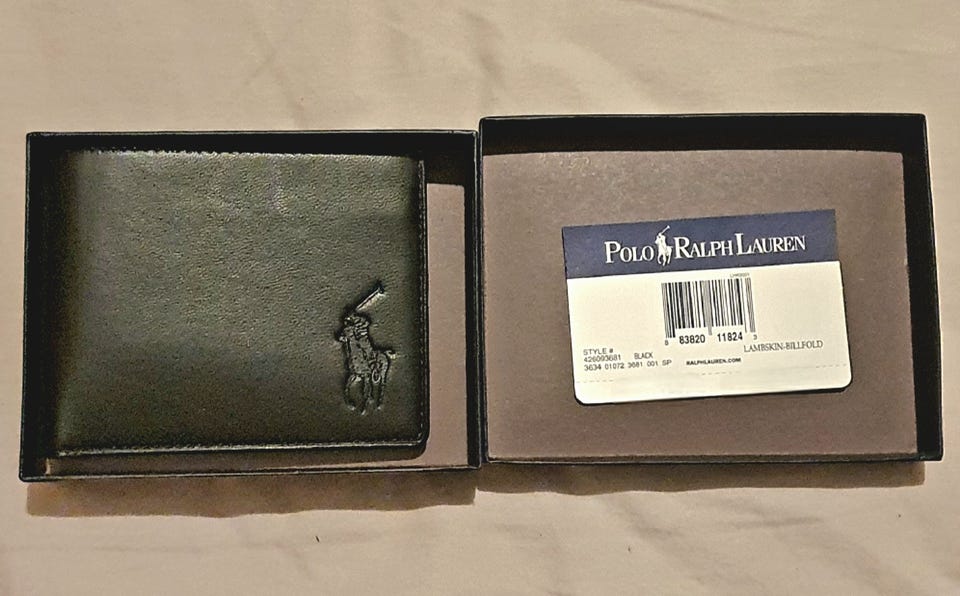 POLO RALPH LAUREN
8 83820 11824 3
LAMBSKIN-BILLFOLD
STYLE #
426093681 BLACK
3634 01072 3681 001 SP RALPHLAUREN.COM